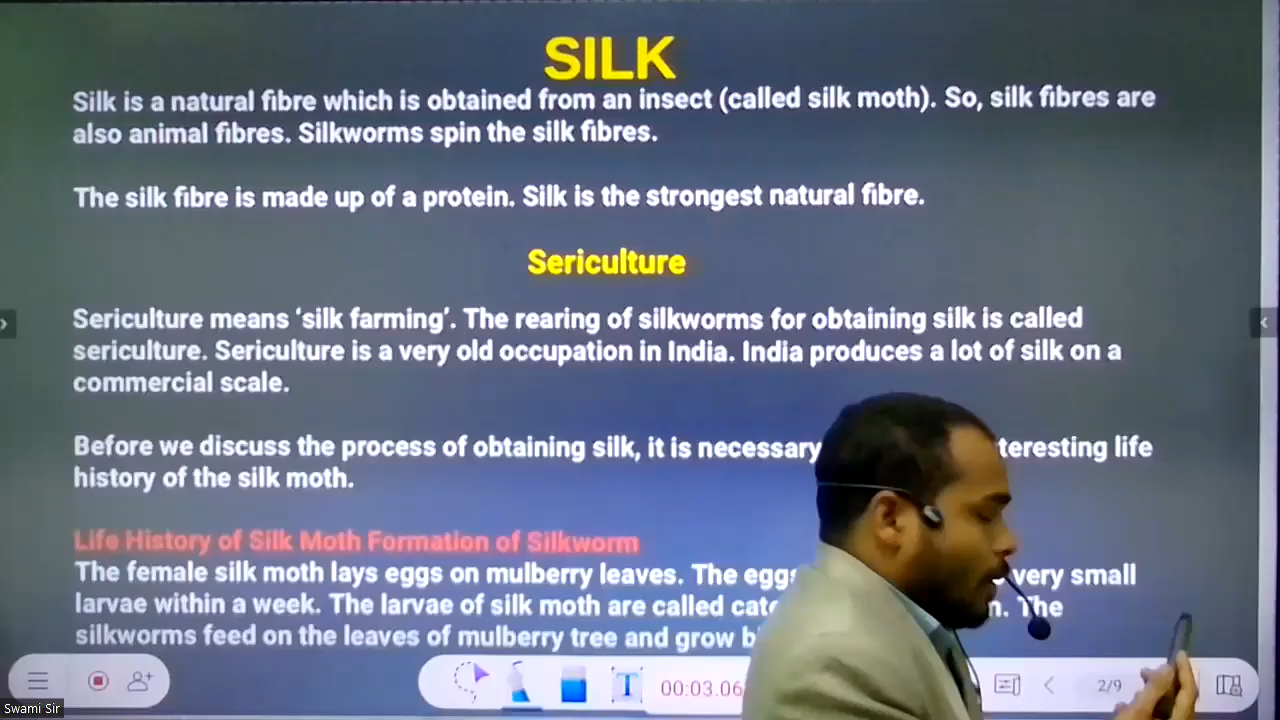 SILK
Silk is a natural fibre which is obtained from an insect (called silk moth). So, silk fibres are
also animal fibres. Silkworms spin the silk fibres.
The silk fibre is made up of a protein. Silk is the strongest natural fibre.
Sericulture
Sericulture means ‘silk farming’. The rearing of silkworms for obtaining silk is called
sericulture. Sericulture is a very old occupation in India. India produces a lot of silk on a
commercial scale.
Before we discuss the process of obtaining silk, it is necessary teresting life
history of the silk moth.
Life History of Silk Moth Formation of Silkworm
The female silk moth lays eggs on mulberry leaves. The eggs very small
larvae within a week. The larvae of silk moth are called The
silkworms feed on the leaves of mulberry tree and grow
T 00:03.06 2/9
Swami Sir